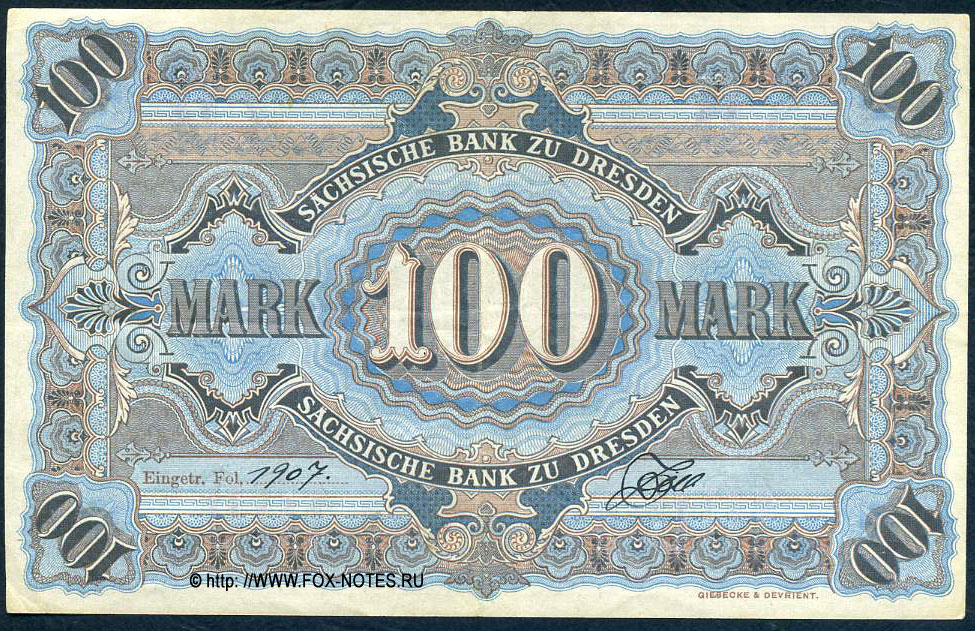 100 100
SÄCHSISCHE BANK ZU DRESDEN
MARK 100 MARK
SÄCHSISCHE BANK ZU DRESDEN
Eingetr. Fol. 1907.
100 100
© http: //WWW.FOX-NOTES.RU
GIESECKE & DEVRIENT.